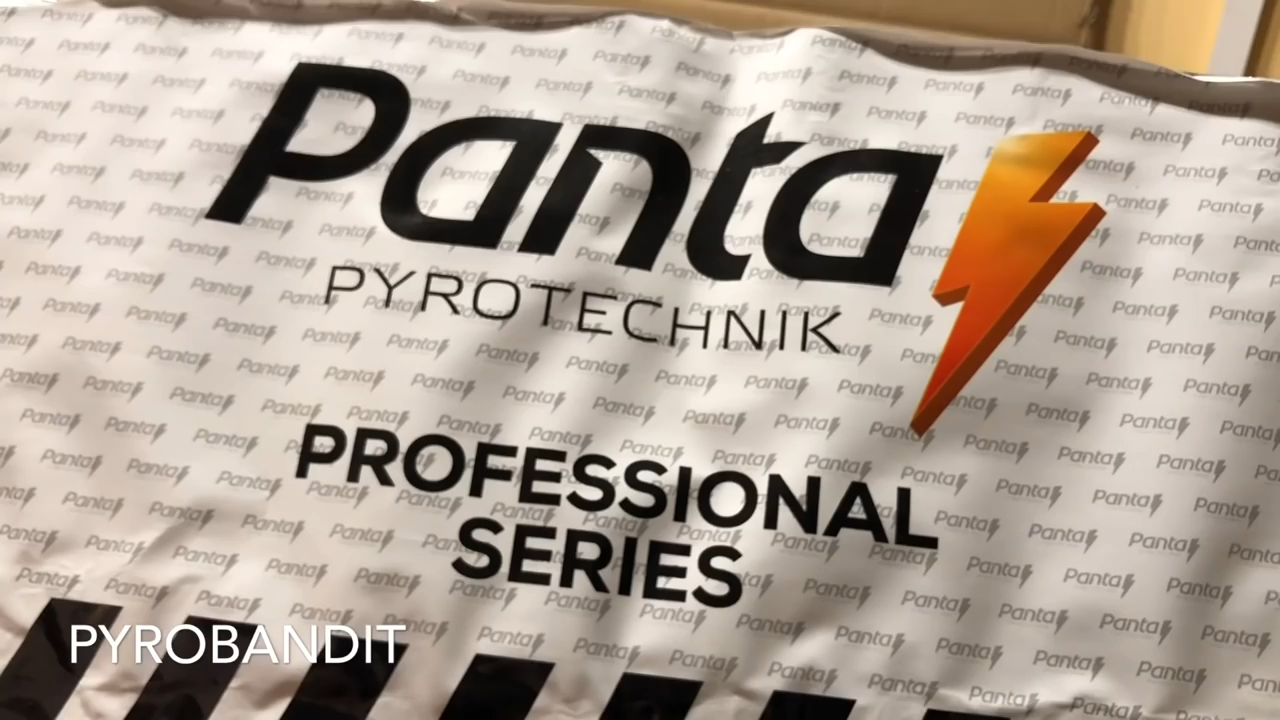 Panta
PYROTECHNIK
PROFESSIONAL
SERIES
PYROBANDIT